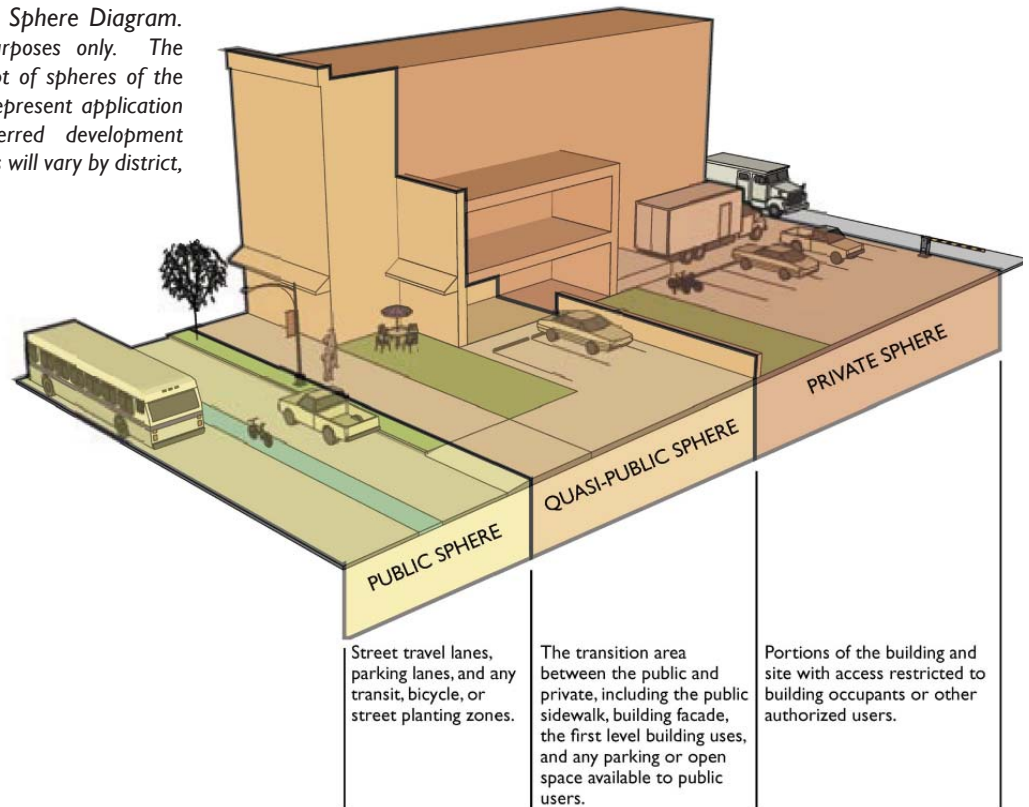 Sphere Diagram.
purposes only. The
of spheres of the
represent application
development
will vary by district,
PUBLIC SPHERE
QUASI-PUBLIC SPHERE
PRIVATE SPHERE
Street travel lanes,
parking lanes, and any
transit, bicycle, or
street planting zones.
The transition area
between the public and
private, including the public
sidewalk, building facade,
the first level building uses,
and any parking or open
space available to public
users.
Portions of the building and
site with access restricted to
building occupants or other
authorized users.